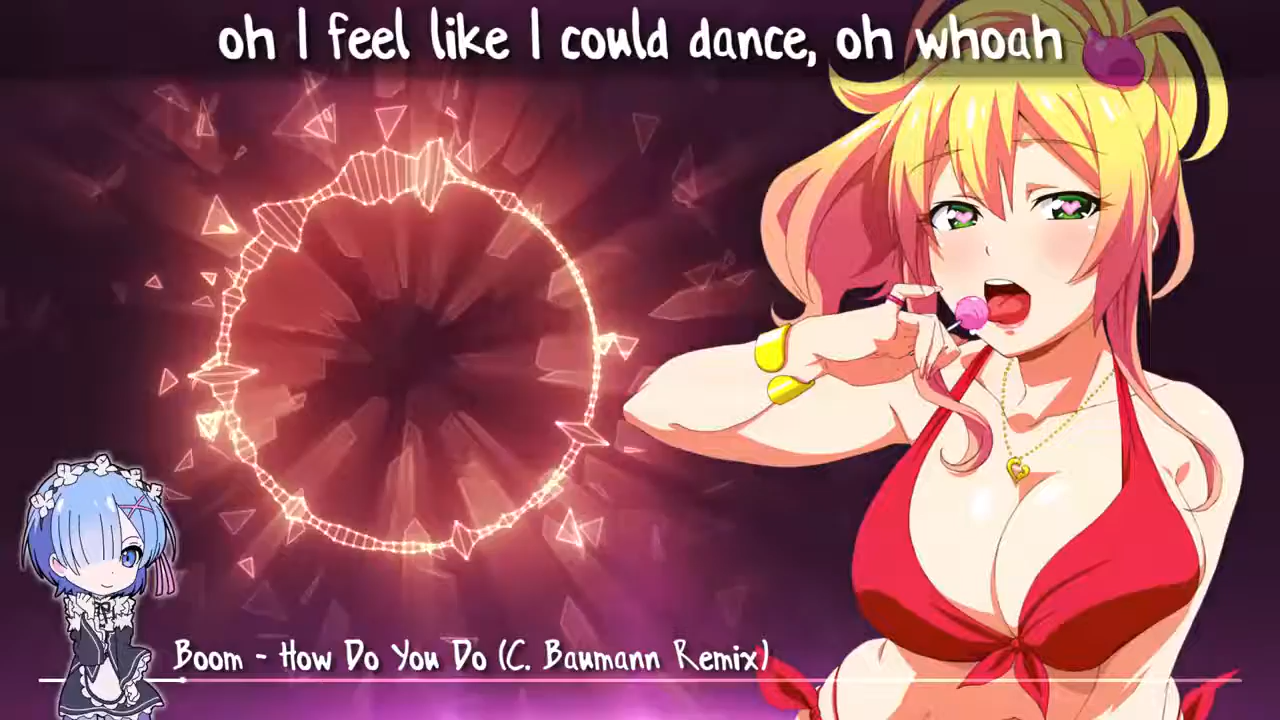 oh I feel like I could dance, oh whoah
Boom - How Do You Do (C. Baumann Remix)